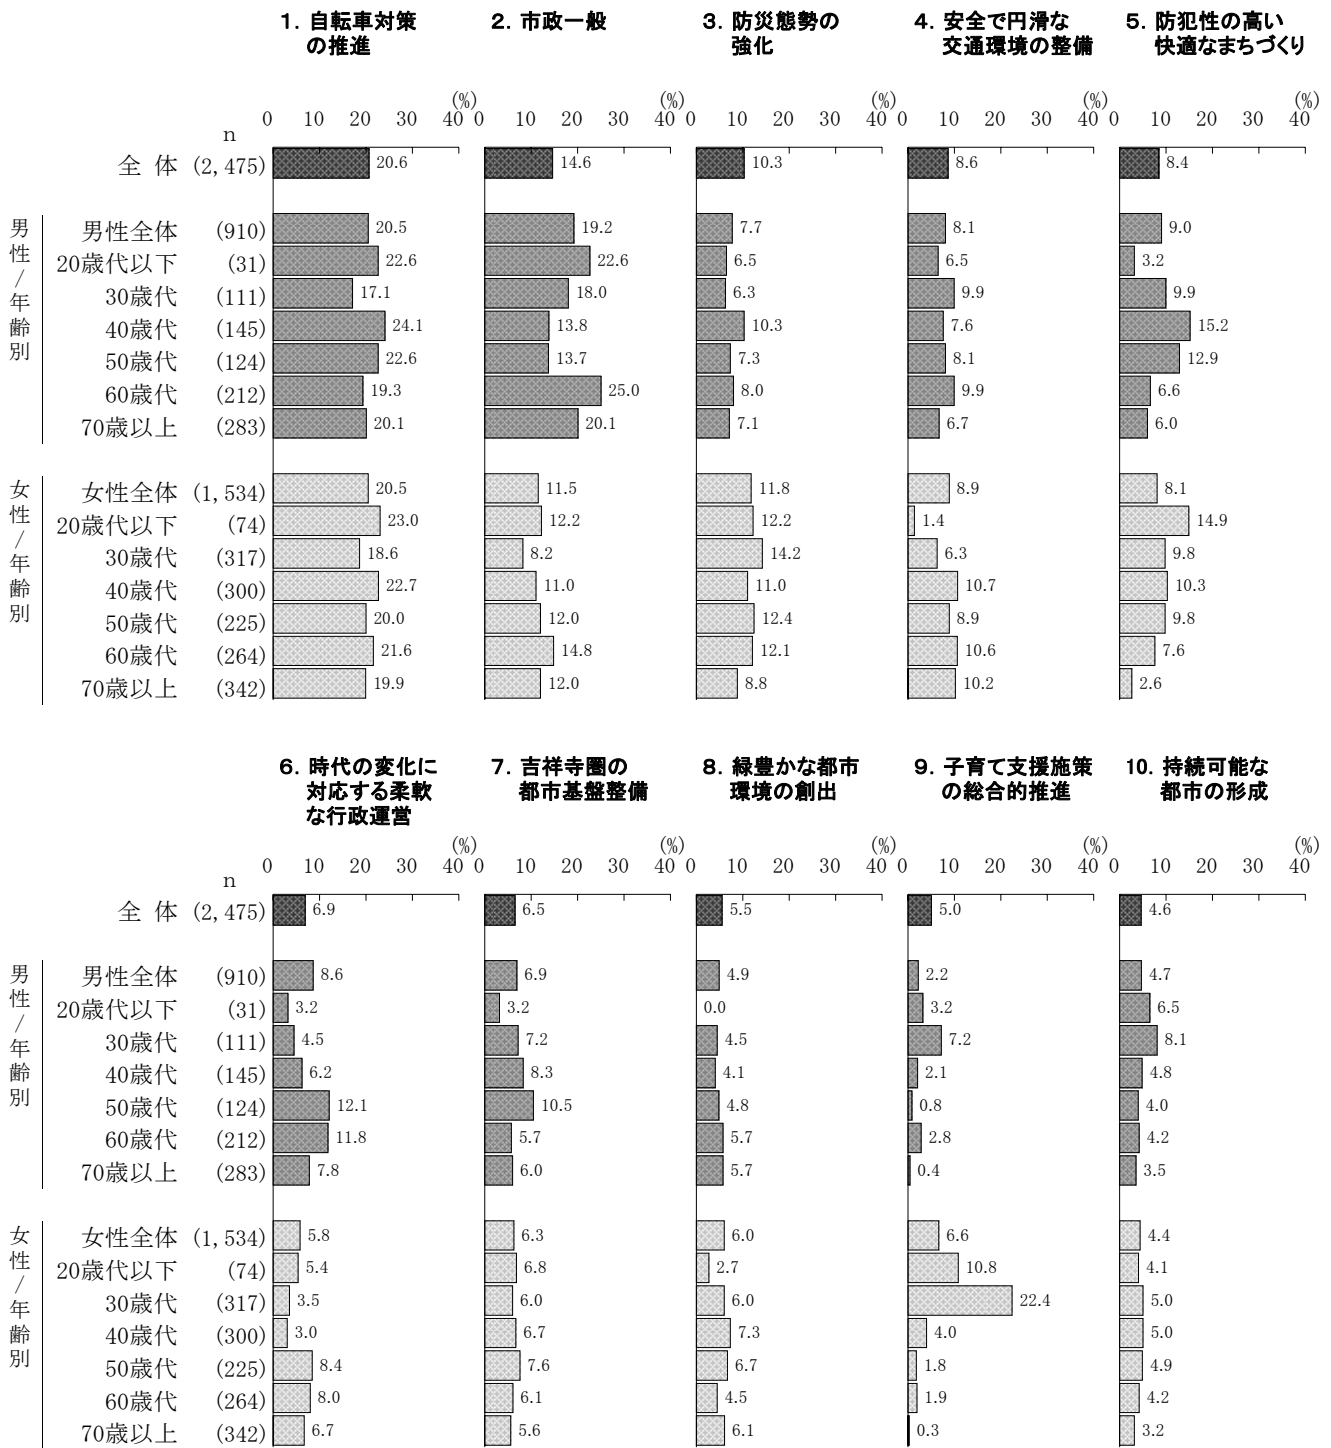 1. 自転車対策
の推進
2. 市政一般
3. 防災態勢の
強化
4. 安全で円滑な
交通環境の整備
5. 防犯性の高い
快適なまちづくり
(%) (%) (%) (%) (%)
n 0 10 20 30 40 0 10 20 30 40 0 10 20 30 40 0 10 20 30 40 0 10 20 30 40
全 体 (2,475) 20.6 14.6 10.3 8.6 8.4
男性/年齢別
男性全体 (910) 20.5 19.2 7.7 8.1 9.0
20歳代以下 (31) 22.6 22.6 6.5 6.5 3.2
30歳代 (111) 17.1 18.0 6.3 9.9 9.9
40歳代 (145) 24.1 13.8 10.3 7.6 15.2
50歳代 (124) 22.6 13.7 7.3 8.1 12.9
60歳代 (212) 19.3 25.0 8.0 9.9 6.6
70歳以上 (283) 20.1 20.1 7.1 6.7 6.0
女性/年齢別
女性全体 (1,534) 20.5 11.5 11.8 8.9 8.1
20歳代以下 (74) 23.0 12.2 12.2 1.4 14.9
30歳代 (317) 18.6 8.2 14.2 6.3 9.8
40歳代 (300) 22.7 11.0 11.0 10.7 10.3
50歳代 (225) 20.0 12.0 12.4 8.9 9.8
60歳代 (264) 21.6 14.8 12.1 10.6 7.6
70歳以上 (342) 19.9 12.0 8.8 10.2 2.6
6. 時代の変化に
対応する柔軟
な行政運営
7. 吉祥寺圏の
都市基盤整備
8. 緑豊かな都市
環境の創出
9. 子育て支援施策
の総合的推進
10. 持続可能な
都市の形成
(%) (%) (%) (%) (%)
n 0 10 20 30 40 0 10 20 30 40 0 10 20 30 40 0 10 20 30 40 0 10 20 30 40
全 体 (2,475) 6.9 6.5 5.5 5.0 4.6
男性/年齢別
男性全体 (910) 8.6 6.9 4.9 2.2 4.7
20歳代以下 (31) 3.2 3.2 0.0 3.2 6.5
30歳代 (111) 4.5 7.2 4.5 7.2 8.1
40歳代 (145) 6.2 8.3 4.1 2.1 4.8
50歳代 (124) 12.1 10.5 4.8 0.8 4.0
60歳代 (212) 11.8 5.7 5.7 2.8 4.2
70歳以上 (283) 7.8 6.0 5.7 0.4 3.5
女性/年齢別
女性全体 (1,534) 5.8 6.3 6.0 6.6 4.4
20歳代以下 (74) 5.4 6.8 2.7 10.8 4.1
30歳代 (317) 3.5 6.0 6.0 22.4 5.0
40歳代 (300) 3.0 6.7 7.3 4.0 5.0
50歳代 (225) 8.4 7.6 6.7 1.8 4.9
60歳代 (264) 8.0 6.1 4.5 1.9 4.2
70歳以上 (342) 6.7 5.6 6.1 0.3 3.2